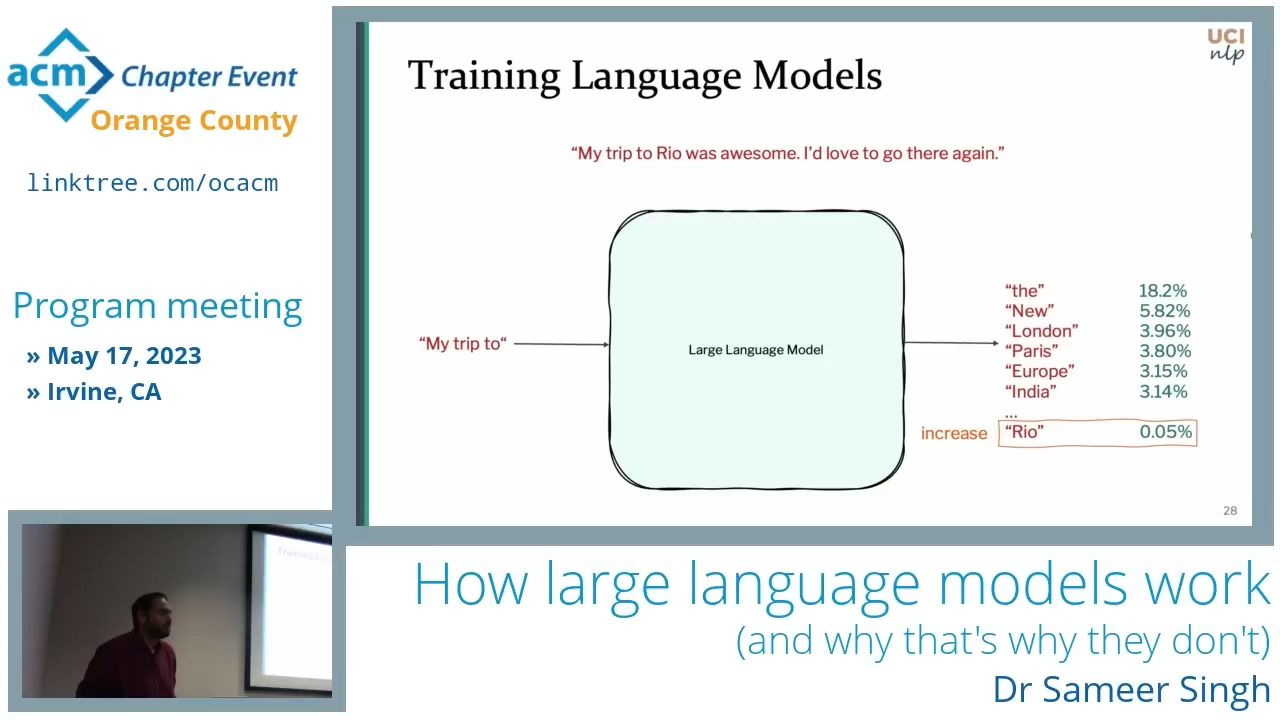 acm Chapter Event
Orange County
linktree.com/ocacm
Program meeting
» May 17, 2023
» Irvine, CA
UCI
nlp
Training Language Models
“My trip to Rio was awesome. I’d love to go there again.”
“My trip to“
Large Language Model
“the” 18.2%
“New” 5.82%
“London” 3.96%
“Paris” 3.80%
“Europe” 3.15%
“India” 3.14%
...
increase “Rio” 0.05%
28
Training
How large language models work
(and why that's why they don't)
Dr Sameer Singh